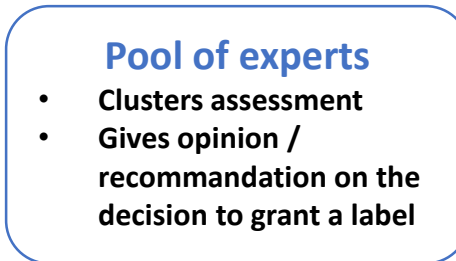 Pool of experts
• Clusters assessment
• Gives opinion /
recommandation on the
decision to grant a label